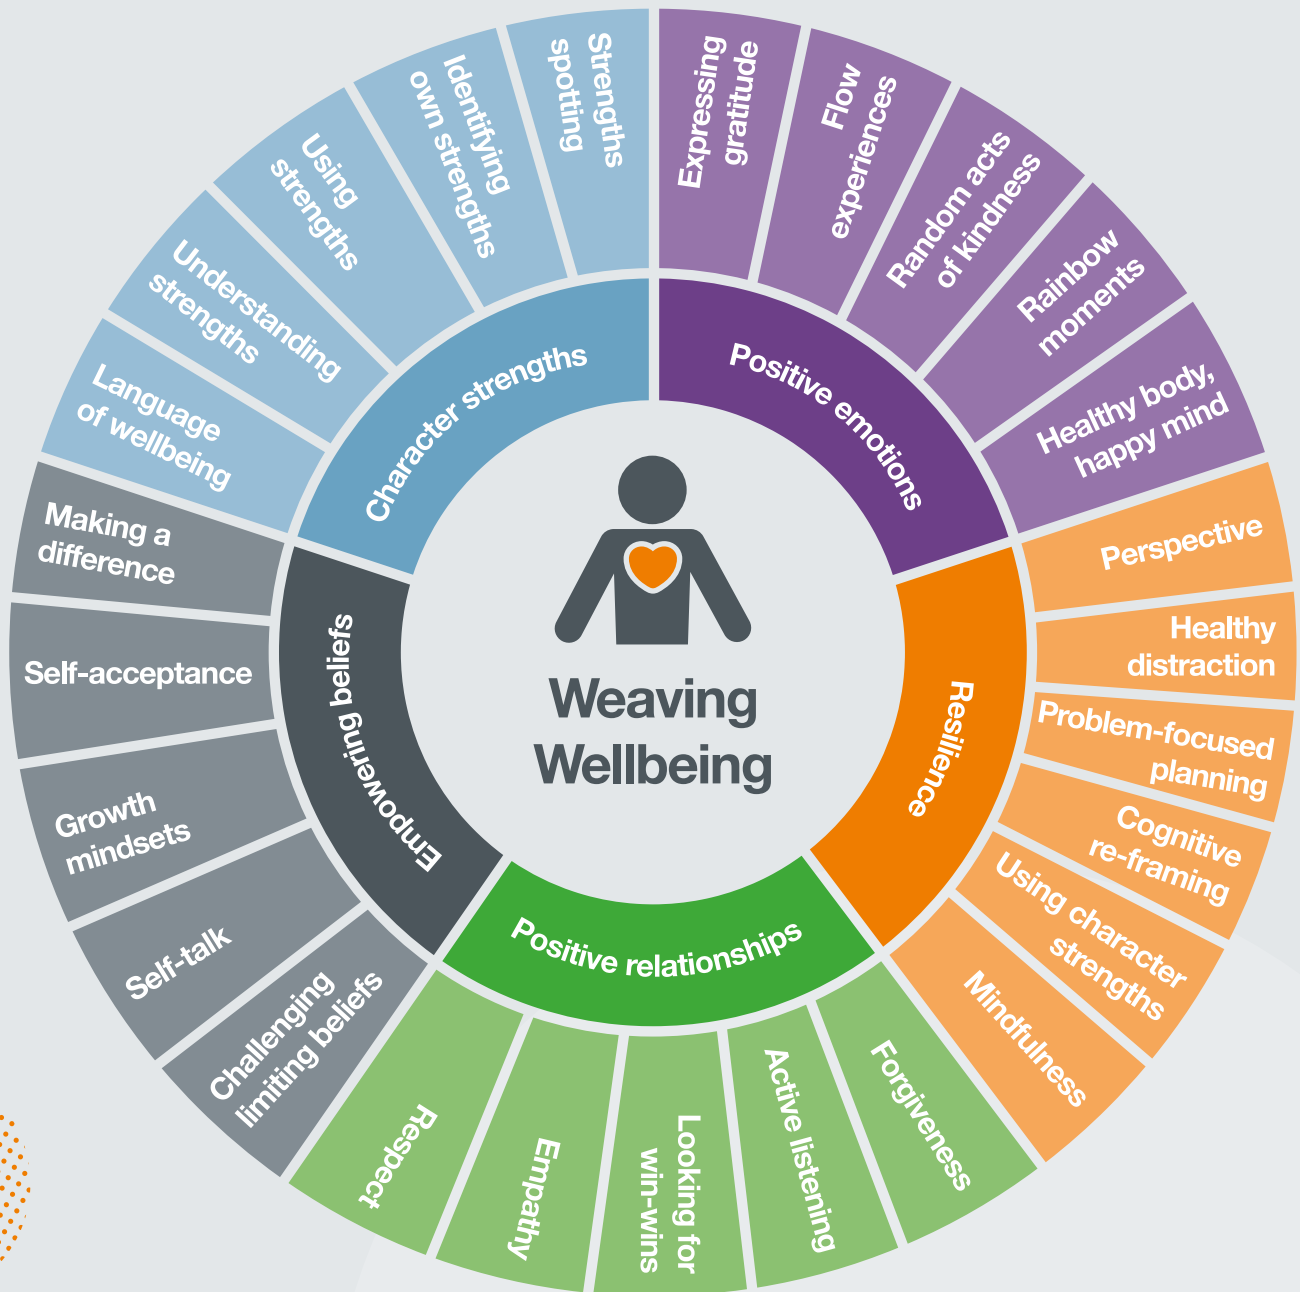 Weaving
Wellbeing
Positive emotions
Expressing
gratitude
Flow
experiences
Random acts
of kindness
Rainbow
moments
Healthy body,
happy mind
Resilience
Perspective
Healthy
distraction
Problem-focused
planning
Cognitive
re-framing
Using character
strengths
Mindfulness
Positive relationships
Forgiveness
Active listening
Looking for
win-wins
Empathy
Respect
Empowering beliefs
Challenging
limiting beliefs
Self-talk
Growth
mindsets
Self-acceptance
Making a
difference
Character strengths
Language
of wellbeing
Understanding
strengths
Using
strengths
Identifying
own strengths
Strengths
spotting